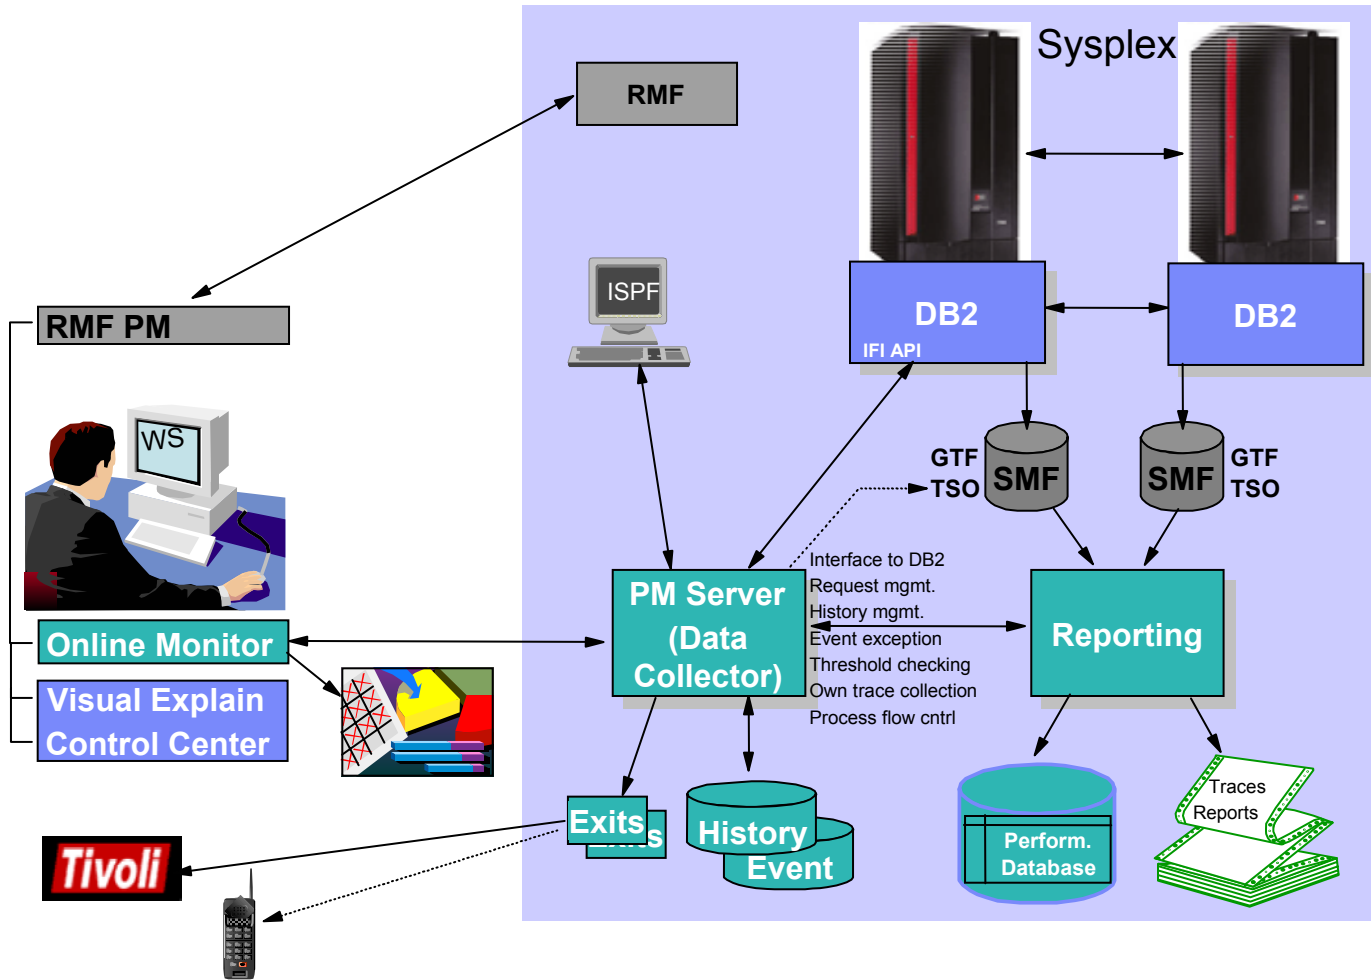 Sysplex
RMF
ISPF
DB2
IFI API
DB2
RMF PM
WS
GTF
TSO
SMF
SMF
GTF
TSO
Interface to DB2
Request mgmt.
History mgmt.
Event exception
Threshold checking
Own trace collection
Process flow cntrl
PM Server
(Data
Collector)
Reporting
Online Monitor
Visual Explain
Control Center
Exits
Exits
History
Event
Perform.
Database
Traces
Reports
Tivoli